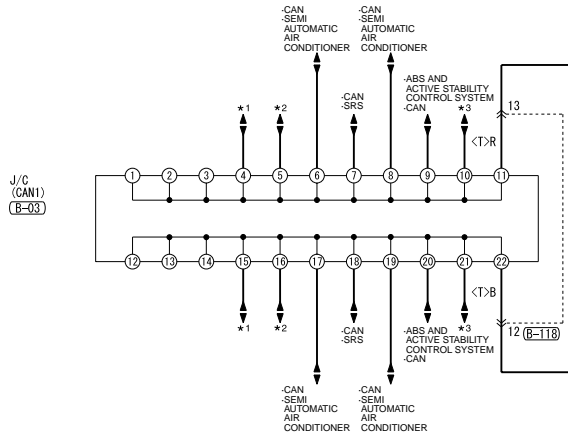 -CAN
-SEMI
AUTOMATIC
AIR
CONDITIONER
-CAN
-SEMI
AUTOMATIC
AIR
CONDITIONER
*1
*2
-CAN
-SRS
-ABS AND
ACTIVE STABILITY
CONTROL SYSTEM
-CAN
*3
13
<T>R
J/C
(CAN1)
B-03
1 2 3 4 5 6 7 8 9 10 11
12 13 14 15 16 17 18 19 20 21 22
<T>B
*1
*2
-CAN
-SRS
-ABS AND
ACTIVE STABILITY
CONTROL SYSTEM
-CAN
*3
12 B-118
-CAN
-SEMI
AUTOMATIC
AIR
CONDITIONER
-CAN
-SEMI
AUTOMATIC
AIR
CONDITIONER